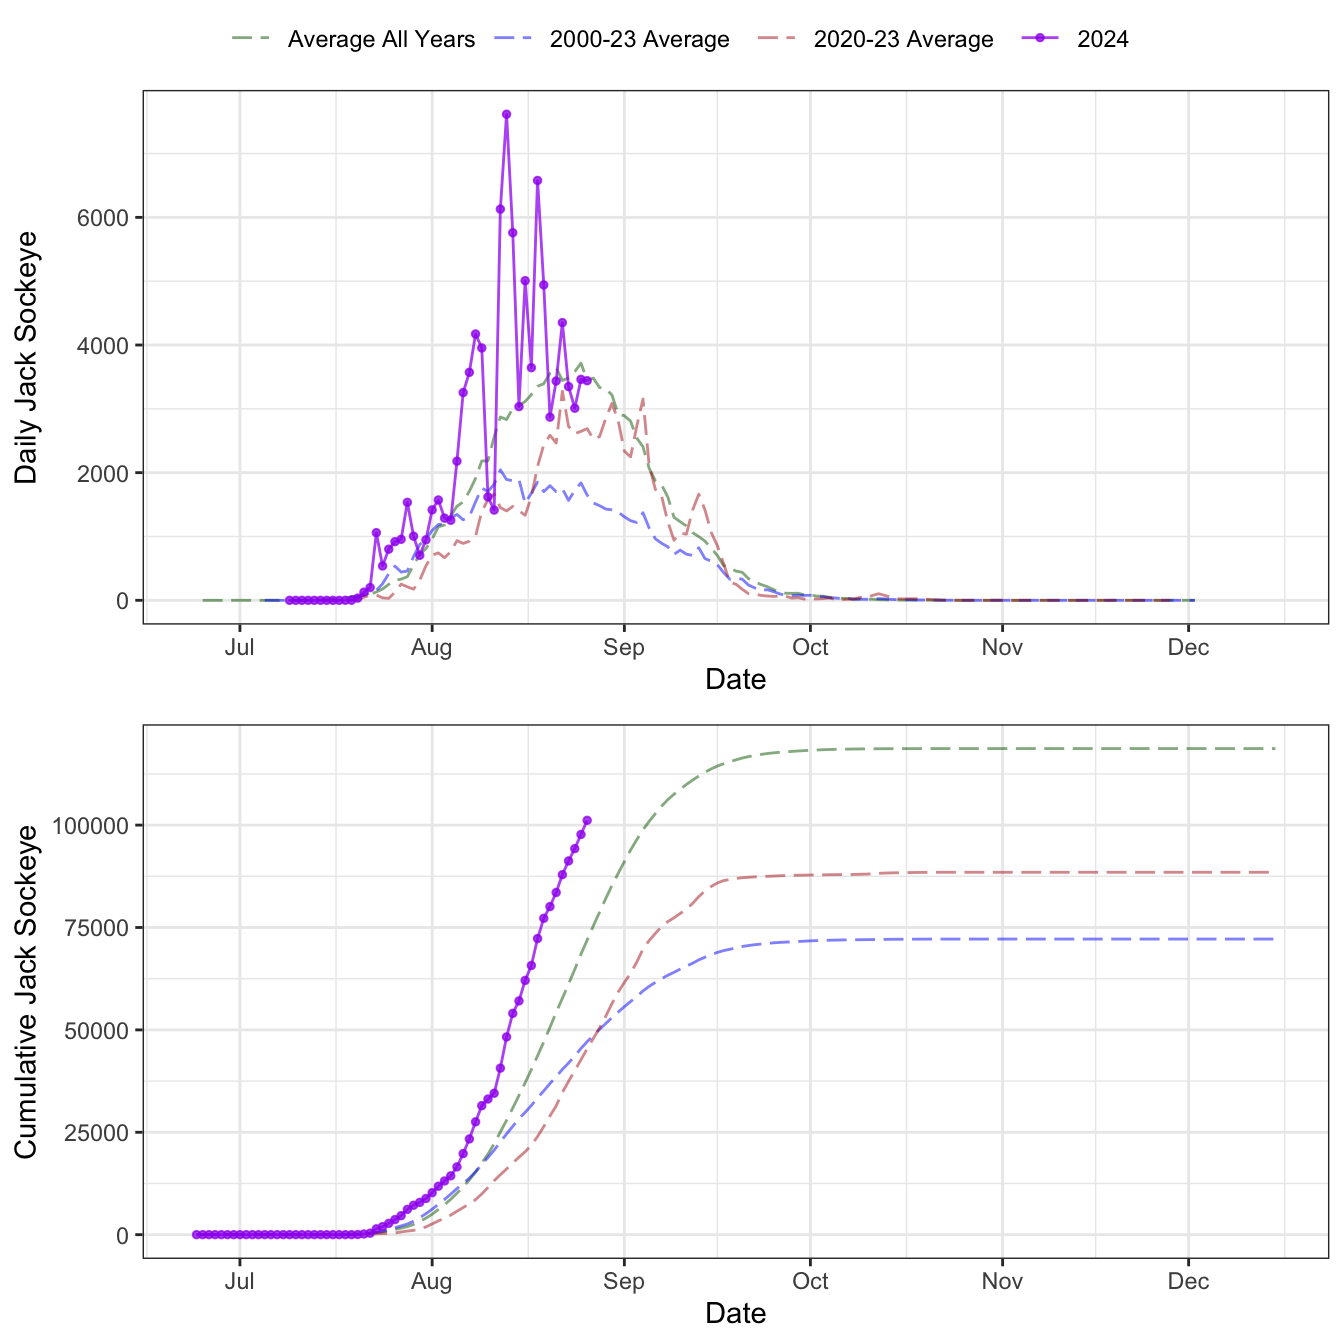 Average All Years 2000-23 Average 2020-23 Average 2024
Daily Jack Sockeye
6000
4000
2000
0
Jul Aug Sep Oct Nov Dec
Date
Cumulative Jack Sockeye
100000
75000
50000
25000
0
Jul Aug Sep Oct Nov Dec
Date